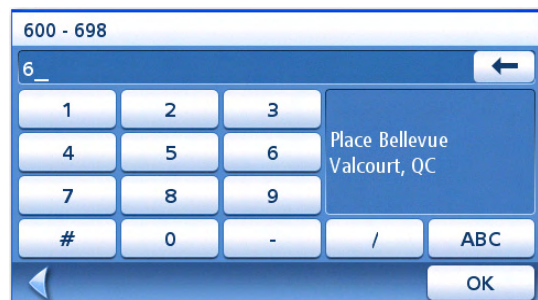 600 - 698
6_
1 2 3
4 5 6
7 8 9
# 0 - / ABC
Place Bellevue
Valcourt, QC
OK